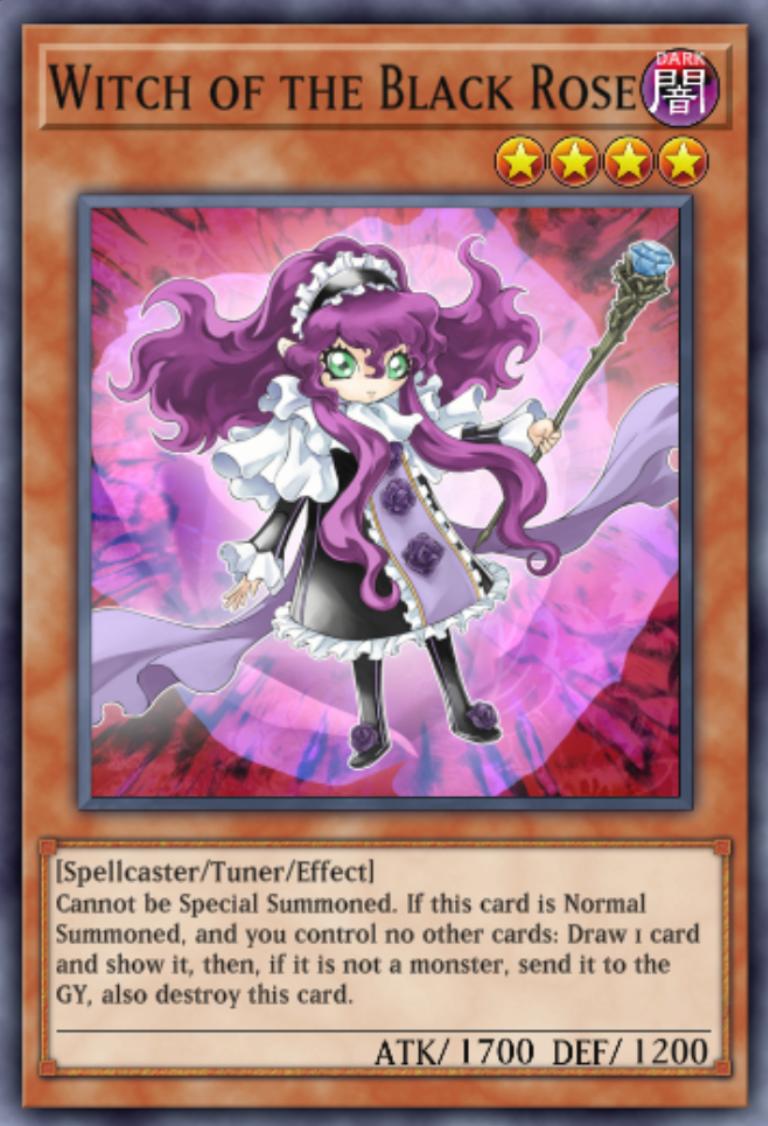 WITCH OF THE BLACK ROSE
DARK
闇
[Spellcaster/Tuner/Effect]
Cannot be Special Summoned. If this card is Normal
Summoned, and you control no other cards: Draw 1 card
and show it, then, if it is not a monster, send it to the
GY, also destroy this card.
ATK/ 1700 DEF/ 1200